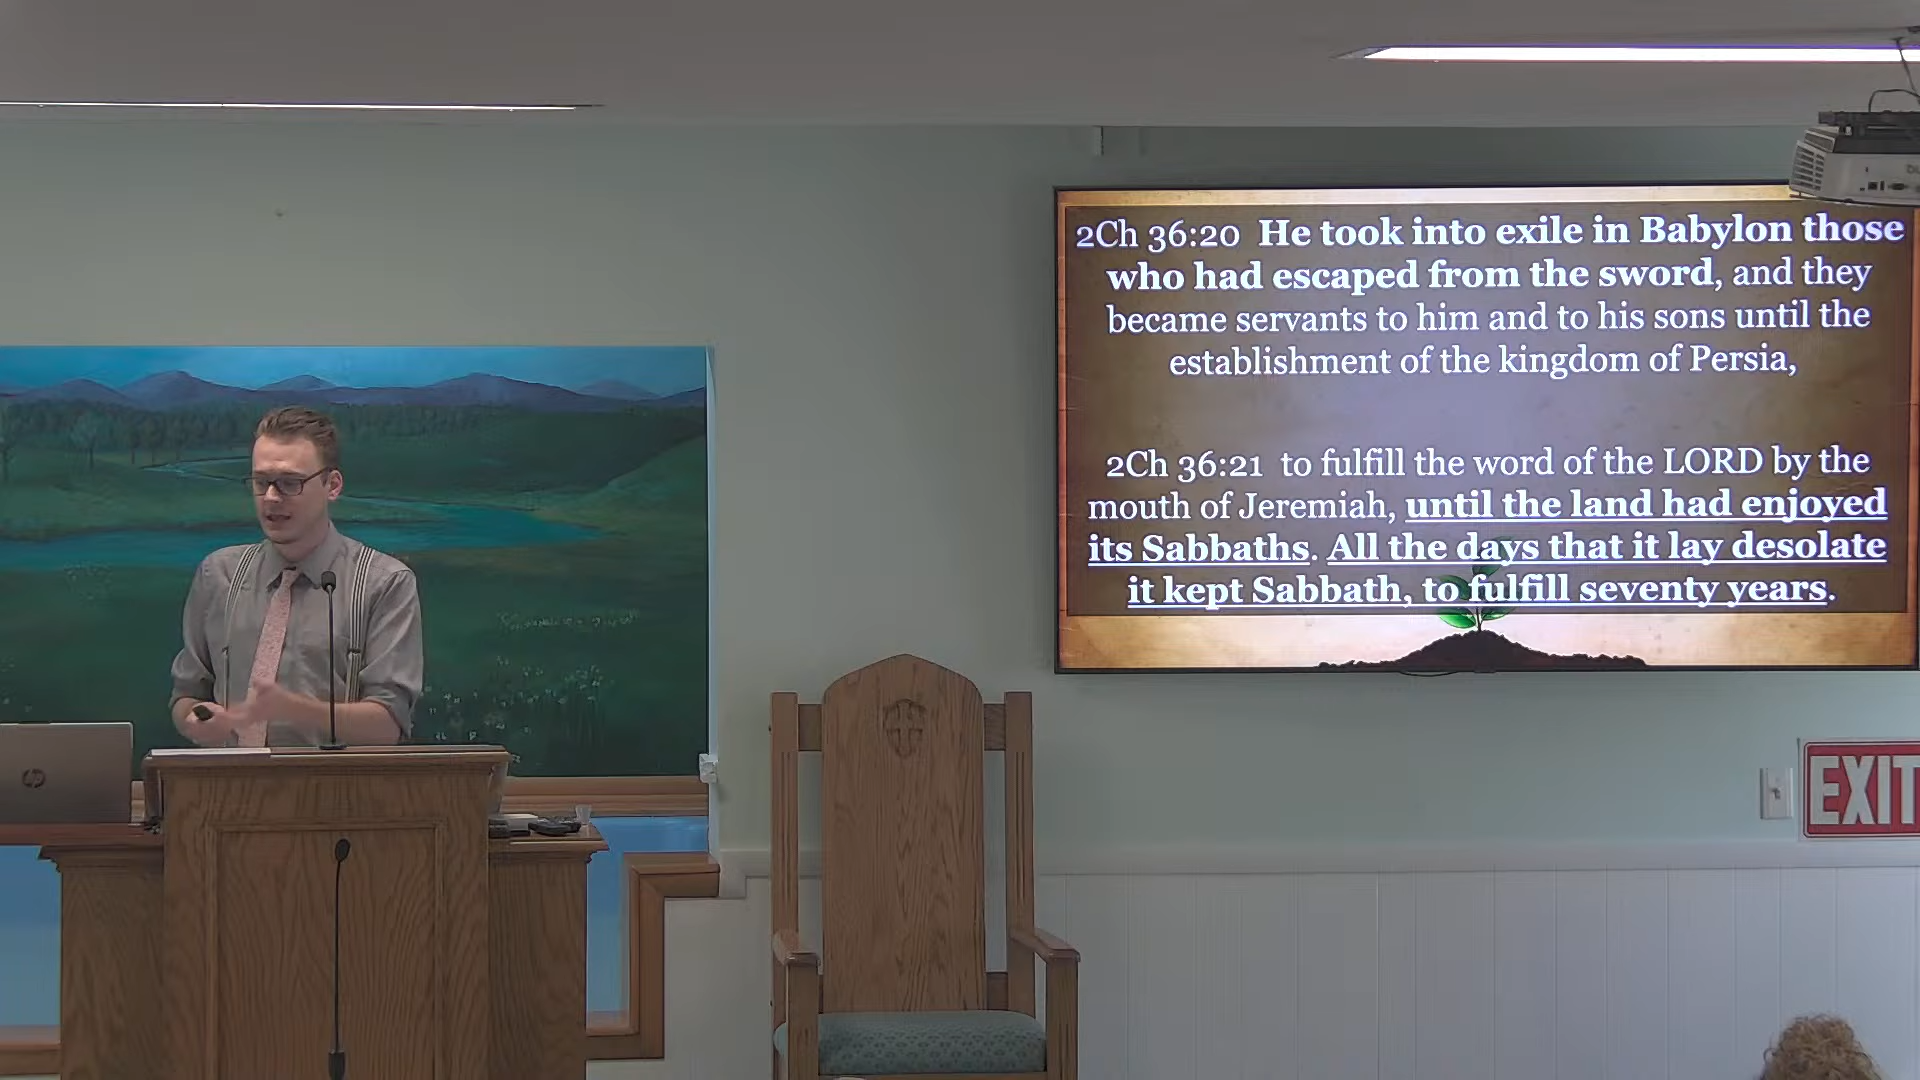 2Ch 36:20 He took into exile in Babylon those
who had escaped from the sword, and they
became servants to him and to his sons until the
establishment of the kingdom of Persia,
2Ch 36:21 to fulfill the word of the LORD by the
mouth of Jeremiah, until the land had enjoyed
its Sabbaths. All the days that it lay desolate
it kept Sabbath, to fulfill seventy years.
EXIT
hp